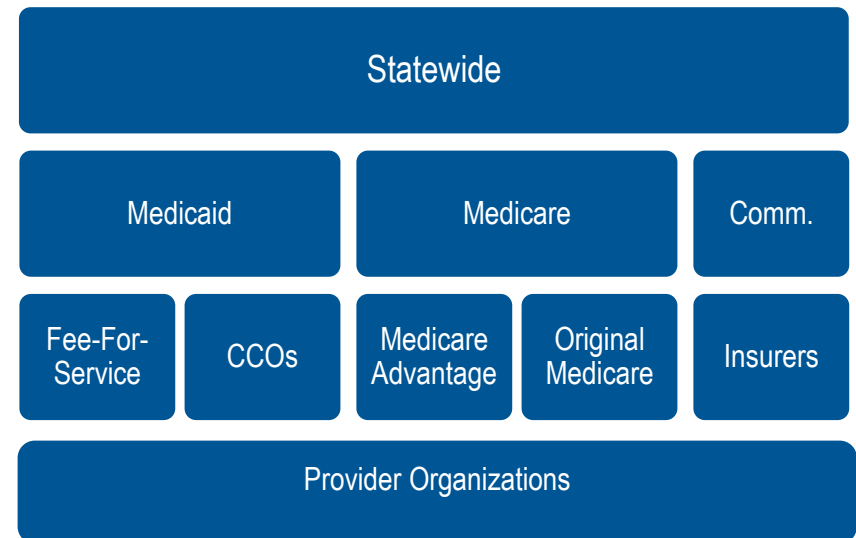 Statewide
Medicaid
Medicare
Comm.
Fee-For-
Service
CCOs
Medicare
Advantage
Original
Medicare
Insurers
Provider Organizations